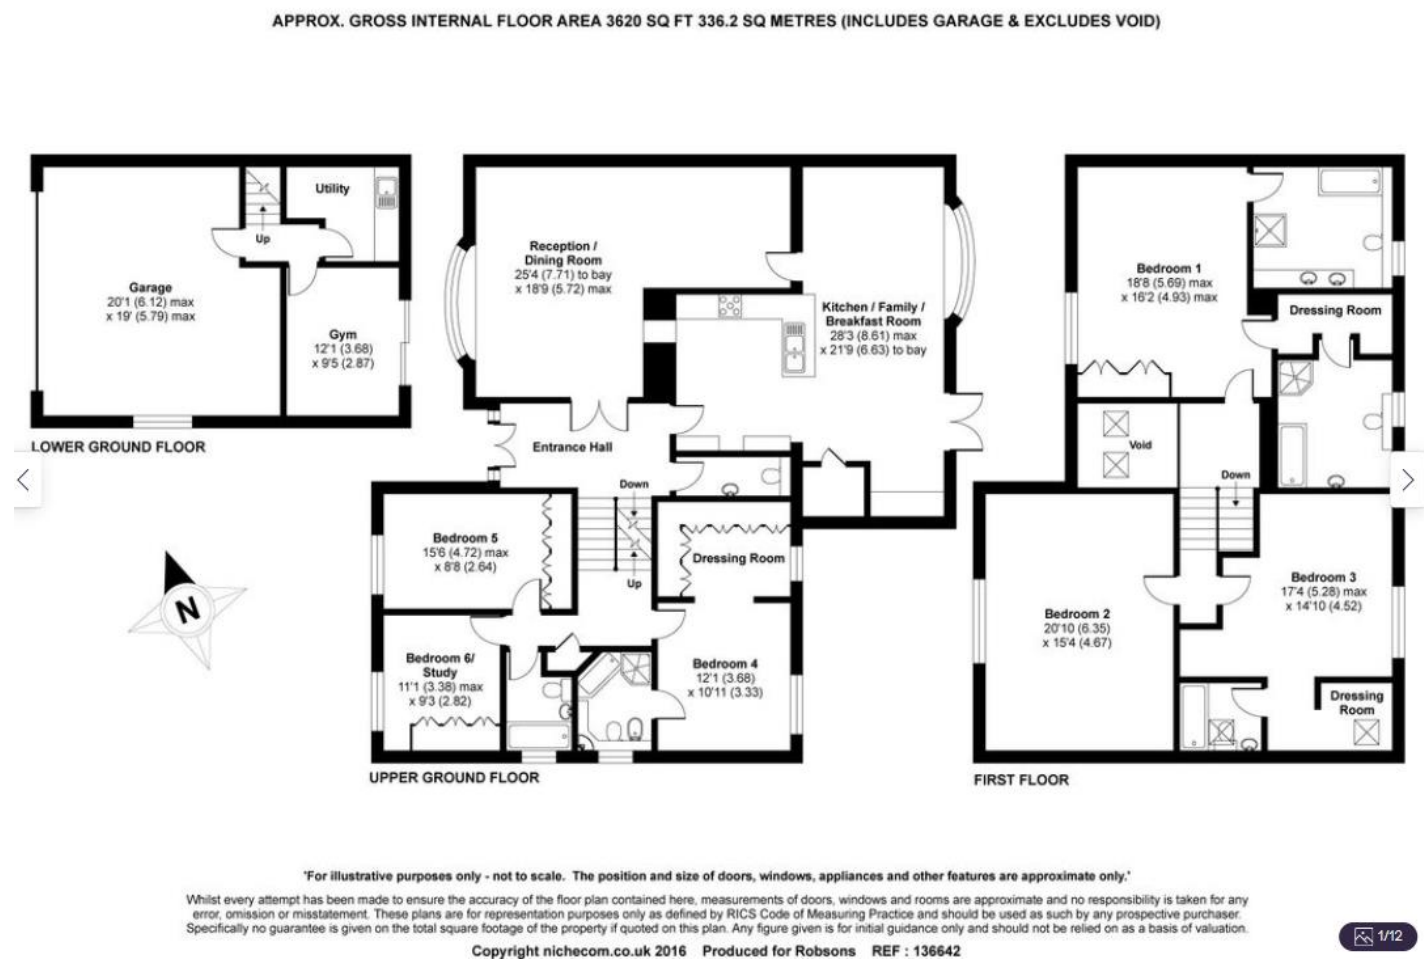 APPROX. GROSS INTERNAL FLOOR AREA 3620 SQ FT 336.2 SQ METRES (INCLUDES GARAGE & EXCLUDES VOID)
Utility
Up
Garage
20'1 (6.12) max
x 19' (5.79) max
Gym
12'1 (3.68)
x 9'5 (2.87)
LOWER GROUND FLOOR
Reception /
Dining Room
25'4 (7.71) to bay
x 18'9 (5.72) max
Kitchen / Family /
Breakfast Room
28'3 (8.61) max
x 21'9 (6.63) to bay
Entrance Hall
Down
Up
Bedroom 5
15'6 (4.72) max
x 8'8 (2.64)
Dressing Room
Bedroom 6/
Study
11'1 (3.38) max
x 9'3 (2.82)
Bedroom 4
12'1 (3.68)
x 10'11 (3.33)
UPPER GROUND FLOOR
Bedroom 1
18'8 (5.69) max
x 16'2 (4.93) max
Dressing Room
Void
Down
Bedroom 2
20'10 (6.35)
x 15'4 (4.67)
Bedroom 3
17'4 (5.28) max
x 14'10 (4.52)
Dressing
Room
FIRST FLOOR
N
'For illustrative purposes only - not to scale. The position and size of doors, windows, appliances and other features are approximate only.'
Whilst every attempt has been made to ensure the accuracy of the floor plan contained here, measurements of doors, windows and rooms are approximate and no responsibility is taken for any
error, omission or misstatement. These plans are for representation purposes only as defined by RICS Code of Measuring Practice and should be used as such by any prospective purchaser.
Specifically no guarantee is given on the total square footage of the property if quoted on this plan. Any figure given is for initial guidance only and should not be relied on as a basis of valuation.
Copyright nichecom.co.uk 2016 Produced for Robsons REF : 136642
1/12